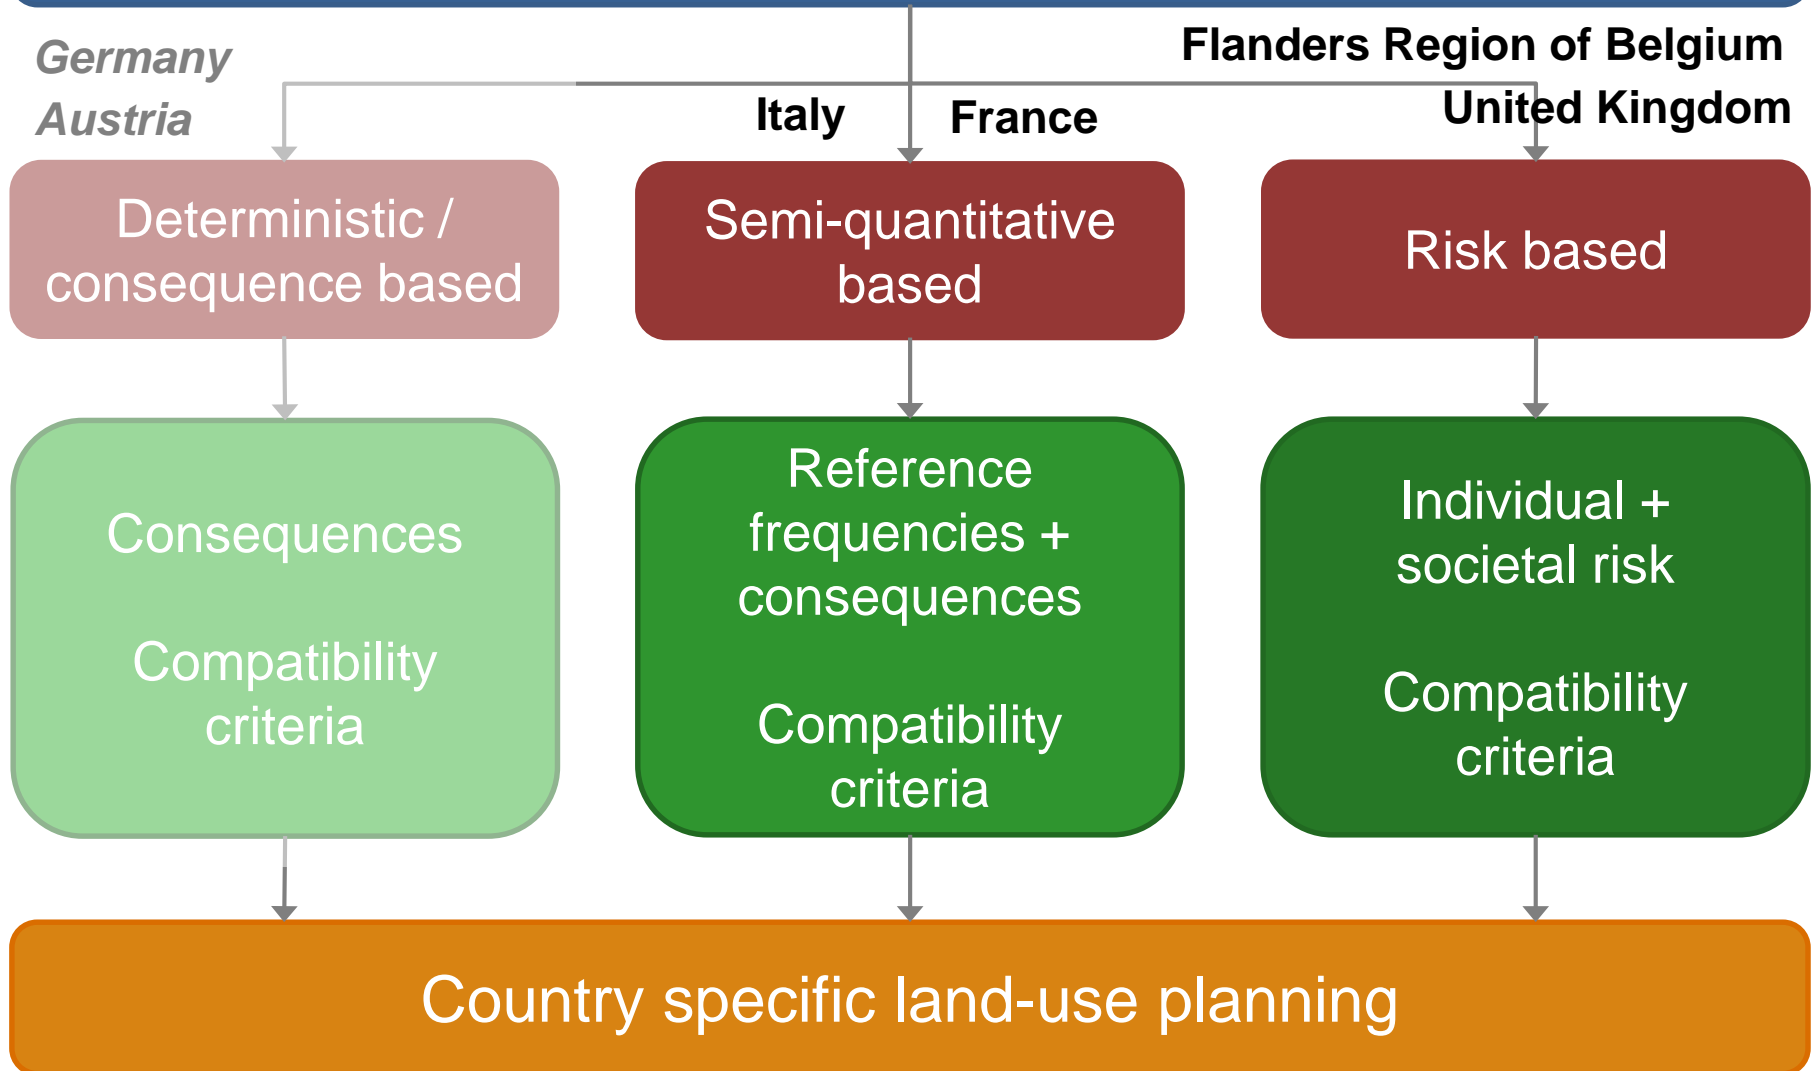 Germany
Austria
Italy
France
Flanders Region of Belgium
United Kingdom
Deterministic /
consequence based
Semi-quantitative
based
Risk based
Consequences
Compatibility
criteria
Reference
frequencies +
consequences
Compatibility
criteria
Individual +
societal risk
Compatibility
criteria
Country specific land-use planning